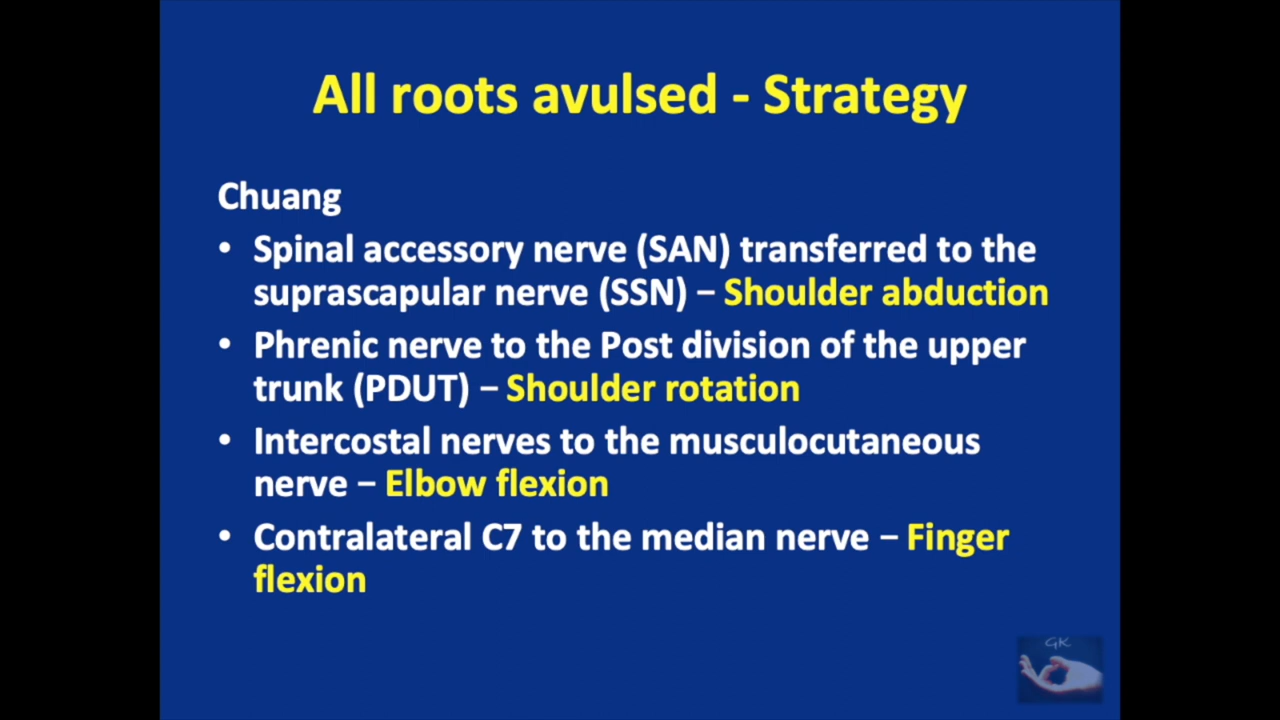 All roots avulsed - Strategy
Chuang
• Spinal accessory nerve (SAN) transferred to the
suprascapular nerve (SSN) – Shoulder abduction
• Phrenic nerve to the Post division of the upper
trunk (PDUT) – Shoulder rotation
• Intercostal nerves to the musculocutaneous
nerve – Elbow flexion
• Contralateral C7 to the median nerve – Finger
flexion
GK